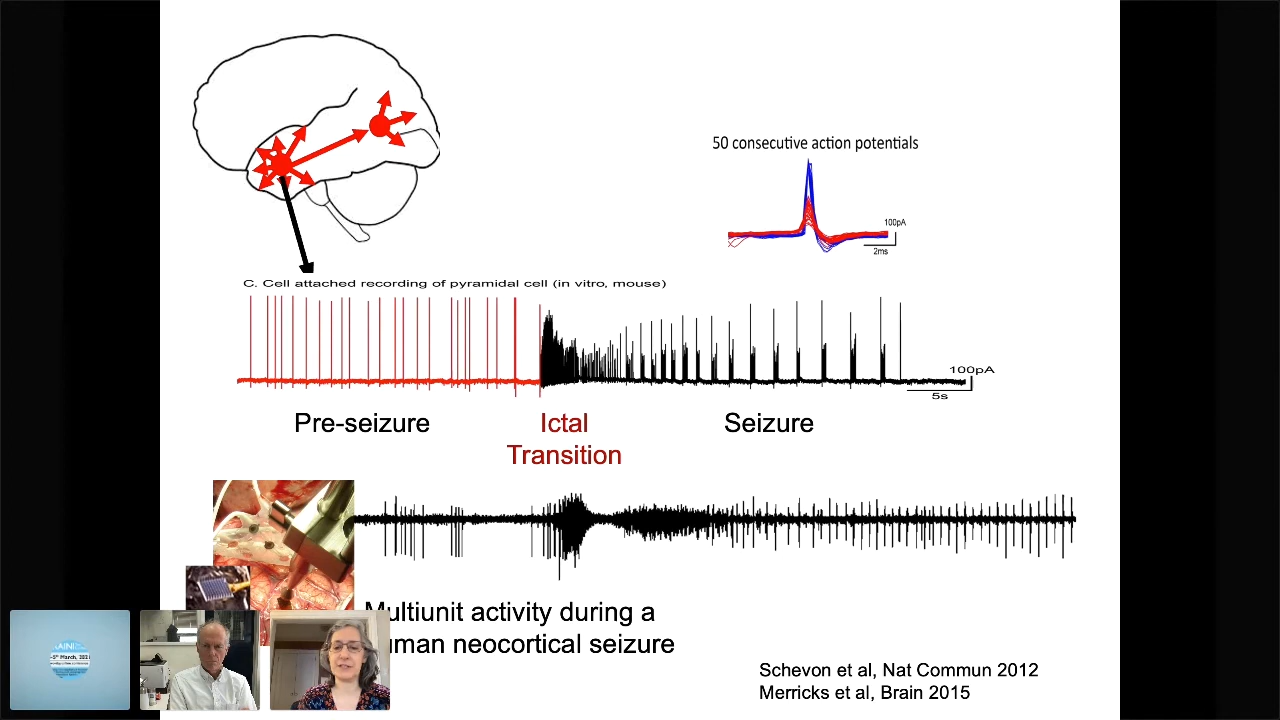 50 consecutive action potentials
100pA
2ms
C. Cell attached recording of pyramidal cell (in vitro, mouse)
100pA
5s
Pre-seizure
Ictal
Transition
Seizure
Multiunit activity during a
uman neocortical seizure
Schevon et al, Nat Commun 2012
Merricks et al, Brain 2015